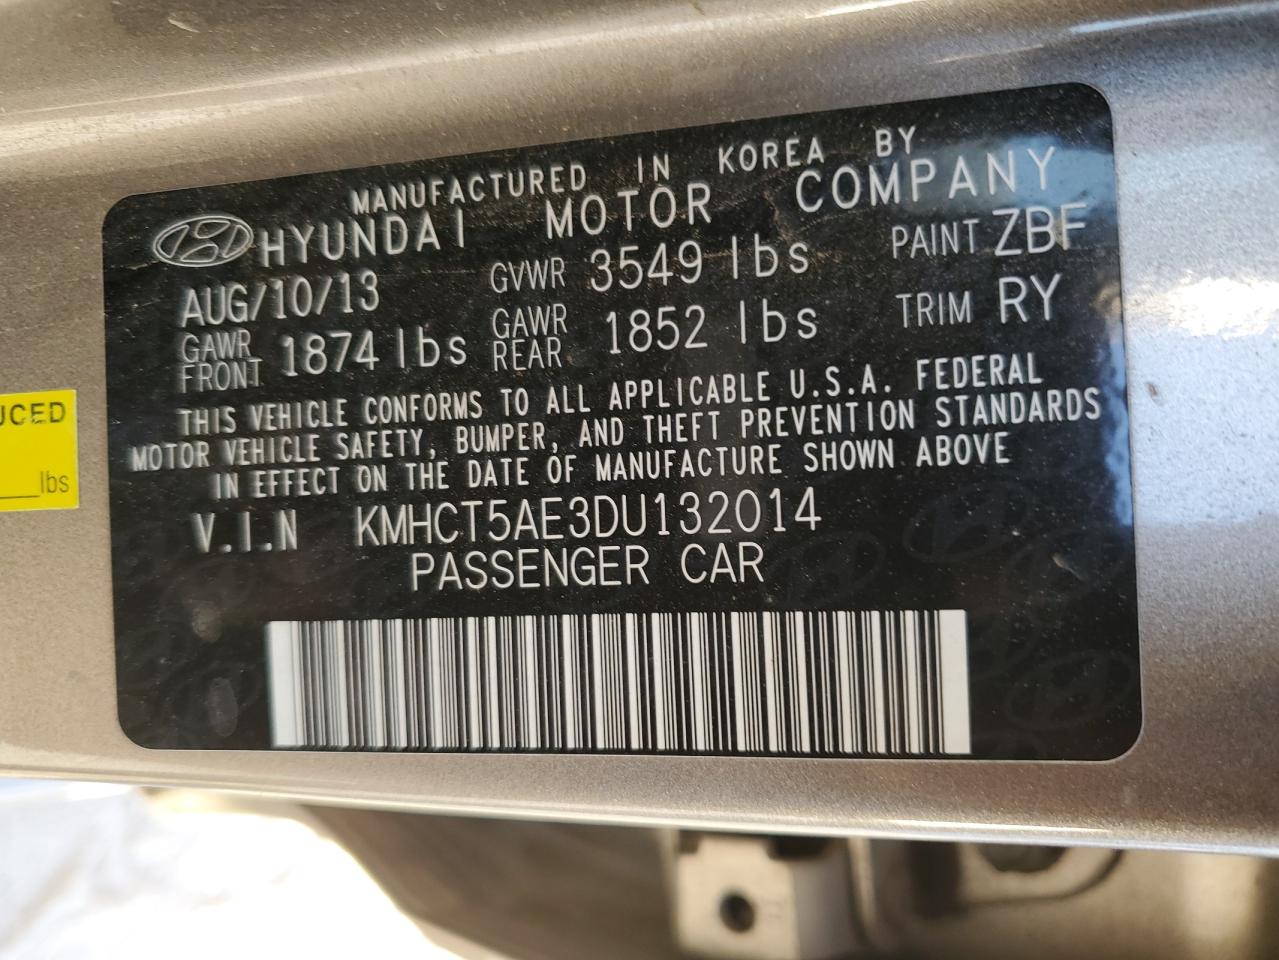 MANUFACTURED IN KOREA BY
HYUNDAI MOTOR COMPANY
AUG/10/13 GVWR 3549 lbs PAINT ZBF
GAWR FRONT 1874 lbs GAWR REAR 1852 lbs TRIM RY
THIS VEHICLE CONFORMS TO ALL APPLICABLE U.S.A. FEDERAL
MOTOR VEHICLE SAFETY, BUMPER, AND THEFT PREVENTION STANDARDS
IN EFFECT ON THE DATE OF MANUFACTURE SHOWN ABOVE
V.I.N KMHCT5AE3DU132014
PASSENGER CAR
UCED
lbs